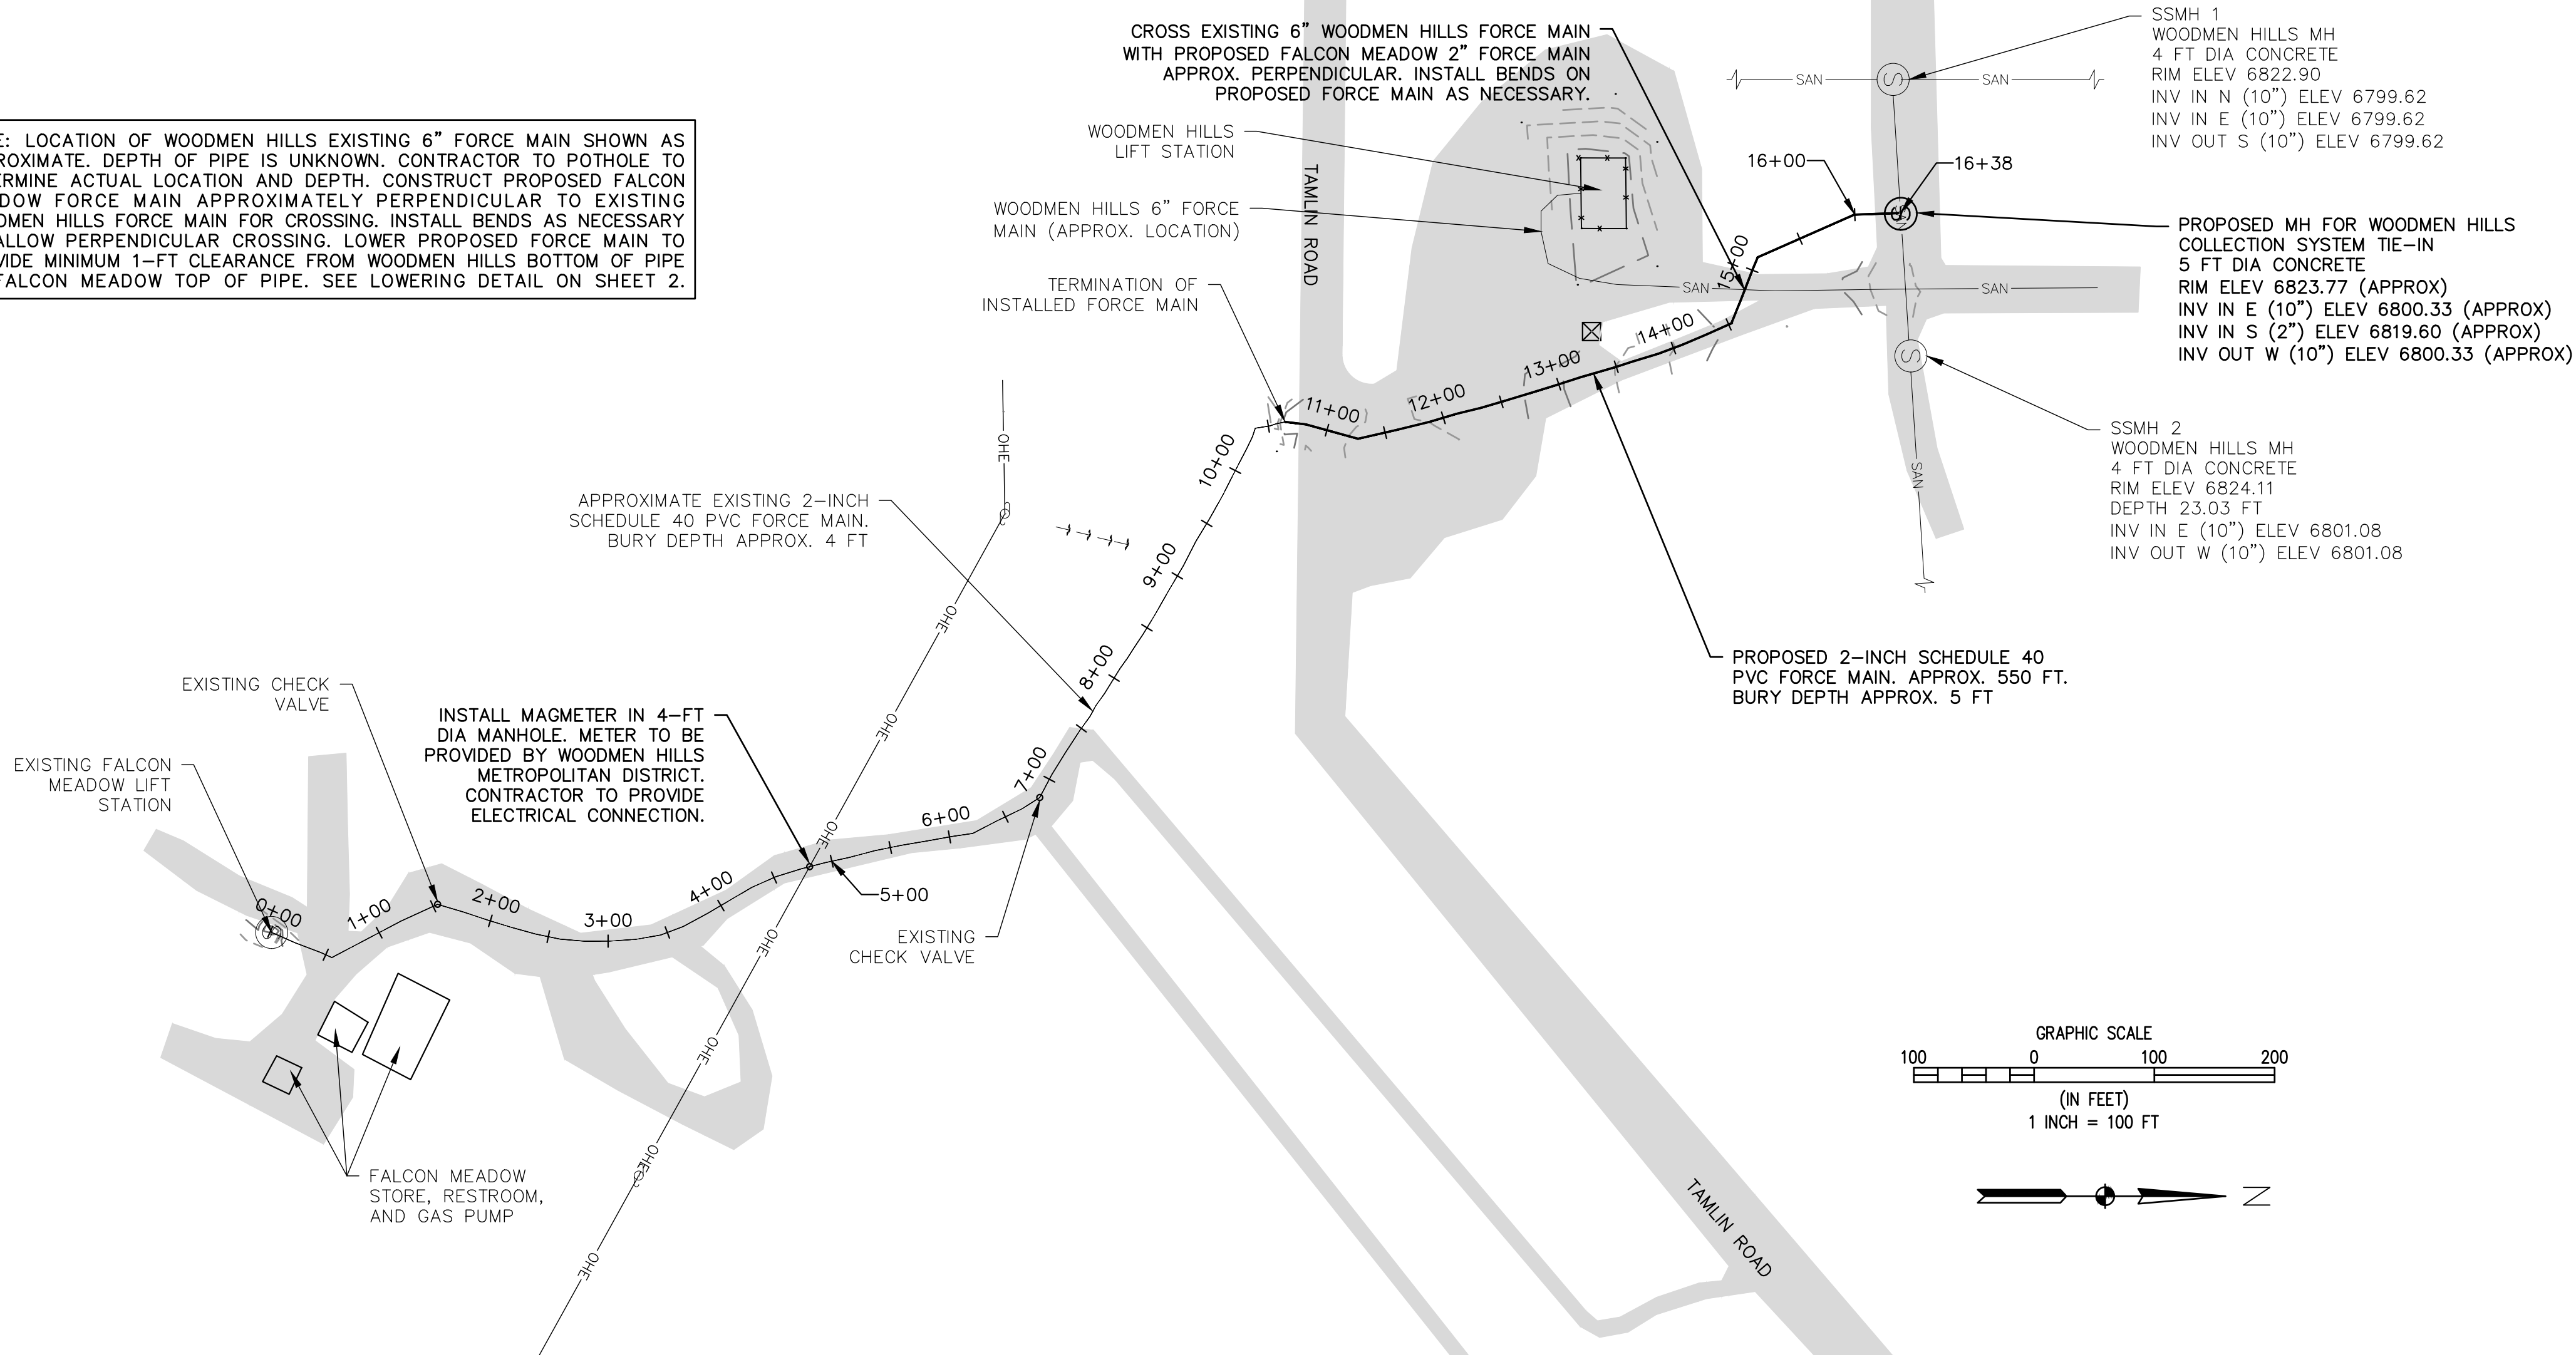 CROSS EXISTING 6" WOODMEN HILLS FORCE MAIN
WITH PROPOSED FALCON MEADOW 2" FORCE MAIN
APPROX. PERPENDICULAR. INSTALL BENDS ON
PROPOSED FORCE MAIN AS NECESSARY.
SSMH 1
WOODMEN HILLS MH
4 FT DIA CONCRETE
RIM ELEV 6822.90
INV IN N (10") ELEV 6799.62
INV IN E (10") ELEV 6799.62
INV OUT S (10") ELEV 6799.62
SAN
SAN
: LOCATION OF WOODMEN HILLS EXISTING 6" FORCE MAIN SHOWN AS
DEPTH OF PIPE IS UNKNOWN. CONTRACTOR TO POTHOLE TO
ACTUAL LOCATION AND DEPTH. CONSTRUCT PROPOSED FALCON
FORCE MAIN APPROXIMATELY PERPENDICULAR TO EXISTING
HILLS FORCE MAIN FOR CROSSING. INSTALL BENDS AS NECESSARY
ALLOW PERPENDICULAR CROSSING. LOWER PROPOSED FORCE MAIN TO
MINIMUM 1-FT CLEARANCE FROM WOODMEN HILLS BOTTOM OF PIPE
FALCON MEADOW TOP OF PIPE. SEE LOWERING DETAIL ON SHEET 2.
WOODMEN HILLS
LIFT STATION
TAMLIN ROAD
16+00
16+38
WOODMEN HILLS 6" FORCE
MAIN (APPROX. LOCATION)
PROPOSED MH FOR WOODMEN HILLS
COLLECTION SYSTEM TIE-IN
5 FT DIA CONCRETE
RIM ELEV 6823.77 (APPROX)
INV IN E (10") ELEV 6800.33 (APPROX)
INV IN S (2") ELEV 6819.60 (APPROX)
INV OUT W (10") ELEV 6800.33 (APPROX)
TERMINATION OF
INSTALLED FORCE MAIN
15+00
SAN
SAN
14+00
13+00
12+00
11+00
10+00
OHE
SAN
SSMH 2
WOODMEN HILLS MH
4 FT DIA CONCRETE
RIM ELEV 6824.11
DEPTH 23.03 FT
INV IN E (10") ELEV 6801.08
INV OUT W (10") ELEV 6801.08
APPROXIMATE EXISTING 2-INCH
SCHEDULE 40 PVC FORCE MAIN.
BURY DEPTH APPROX. 4 FT
9+00
OHE
8+00
PROPOSED 2-INCH SCHEDULE 40
PVC FORCE MAIN. APPROX. 550 FT.
BURY DEPTH APPROX. 5 FT
EXISTING CHECK
VALVE
INSTALL MAGMETER IN 4-FT
DIA MANHOLE. METER TO BE
PROVIDED BY WOODMEN HILLS
METROPOLITAN DISTRICT.
CONTRACTOR TO PROVIDE
ELECTRICAL CONNECTION.
OHE
EXISTING FALCON
MEADOW LIFT
STATION
7+00
6+00
OHE
5+00
4+00
3+00
2+00
1+00
0+00
EXISTING
CHECK VALVE
OHE
OHE
OHE
OHE
FALCON MEADOW
STORE, RESTROOM,
AND GAS PUMP
GRAPHIC SCALE
100 0 100 200
(IN FEET)
1 INCH = 100 FT
N
TAMLIN ROAD